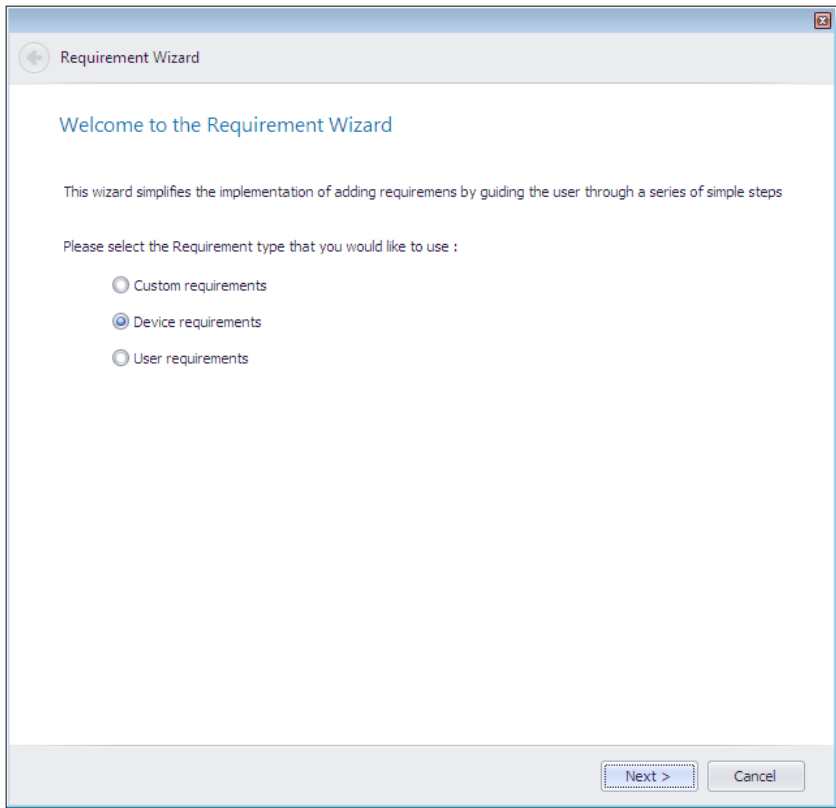 Requirement Wizard
Welcome to the Requirement Wizard
This wizard simplifies the implementation of adding requiremens by guiding the user through a series of simple steps
Please select the Requirement type that you would like to use :
Custom requirements
Device requirements
User requirements
Next >
Cancel